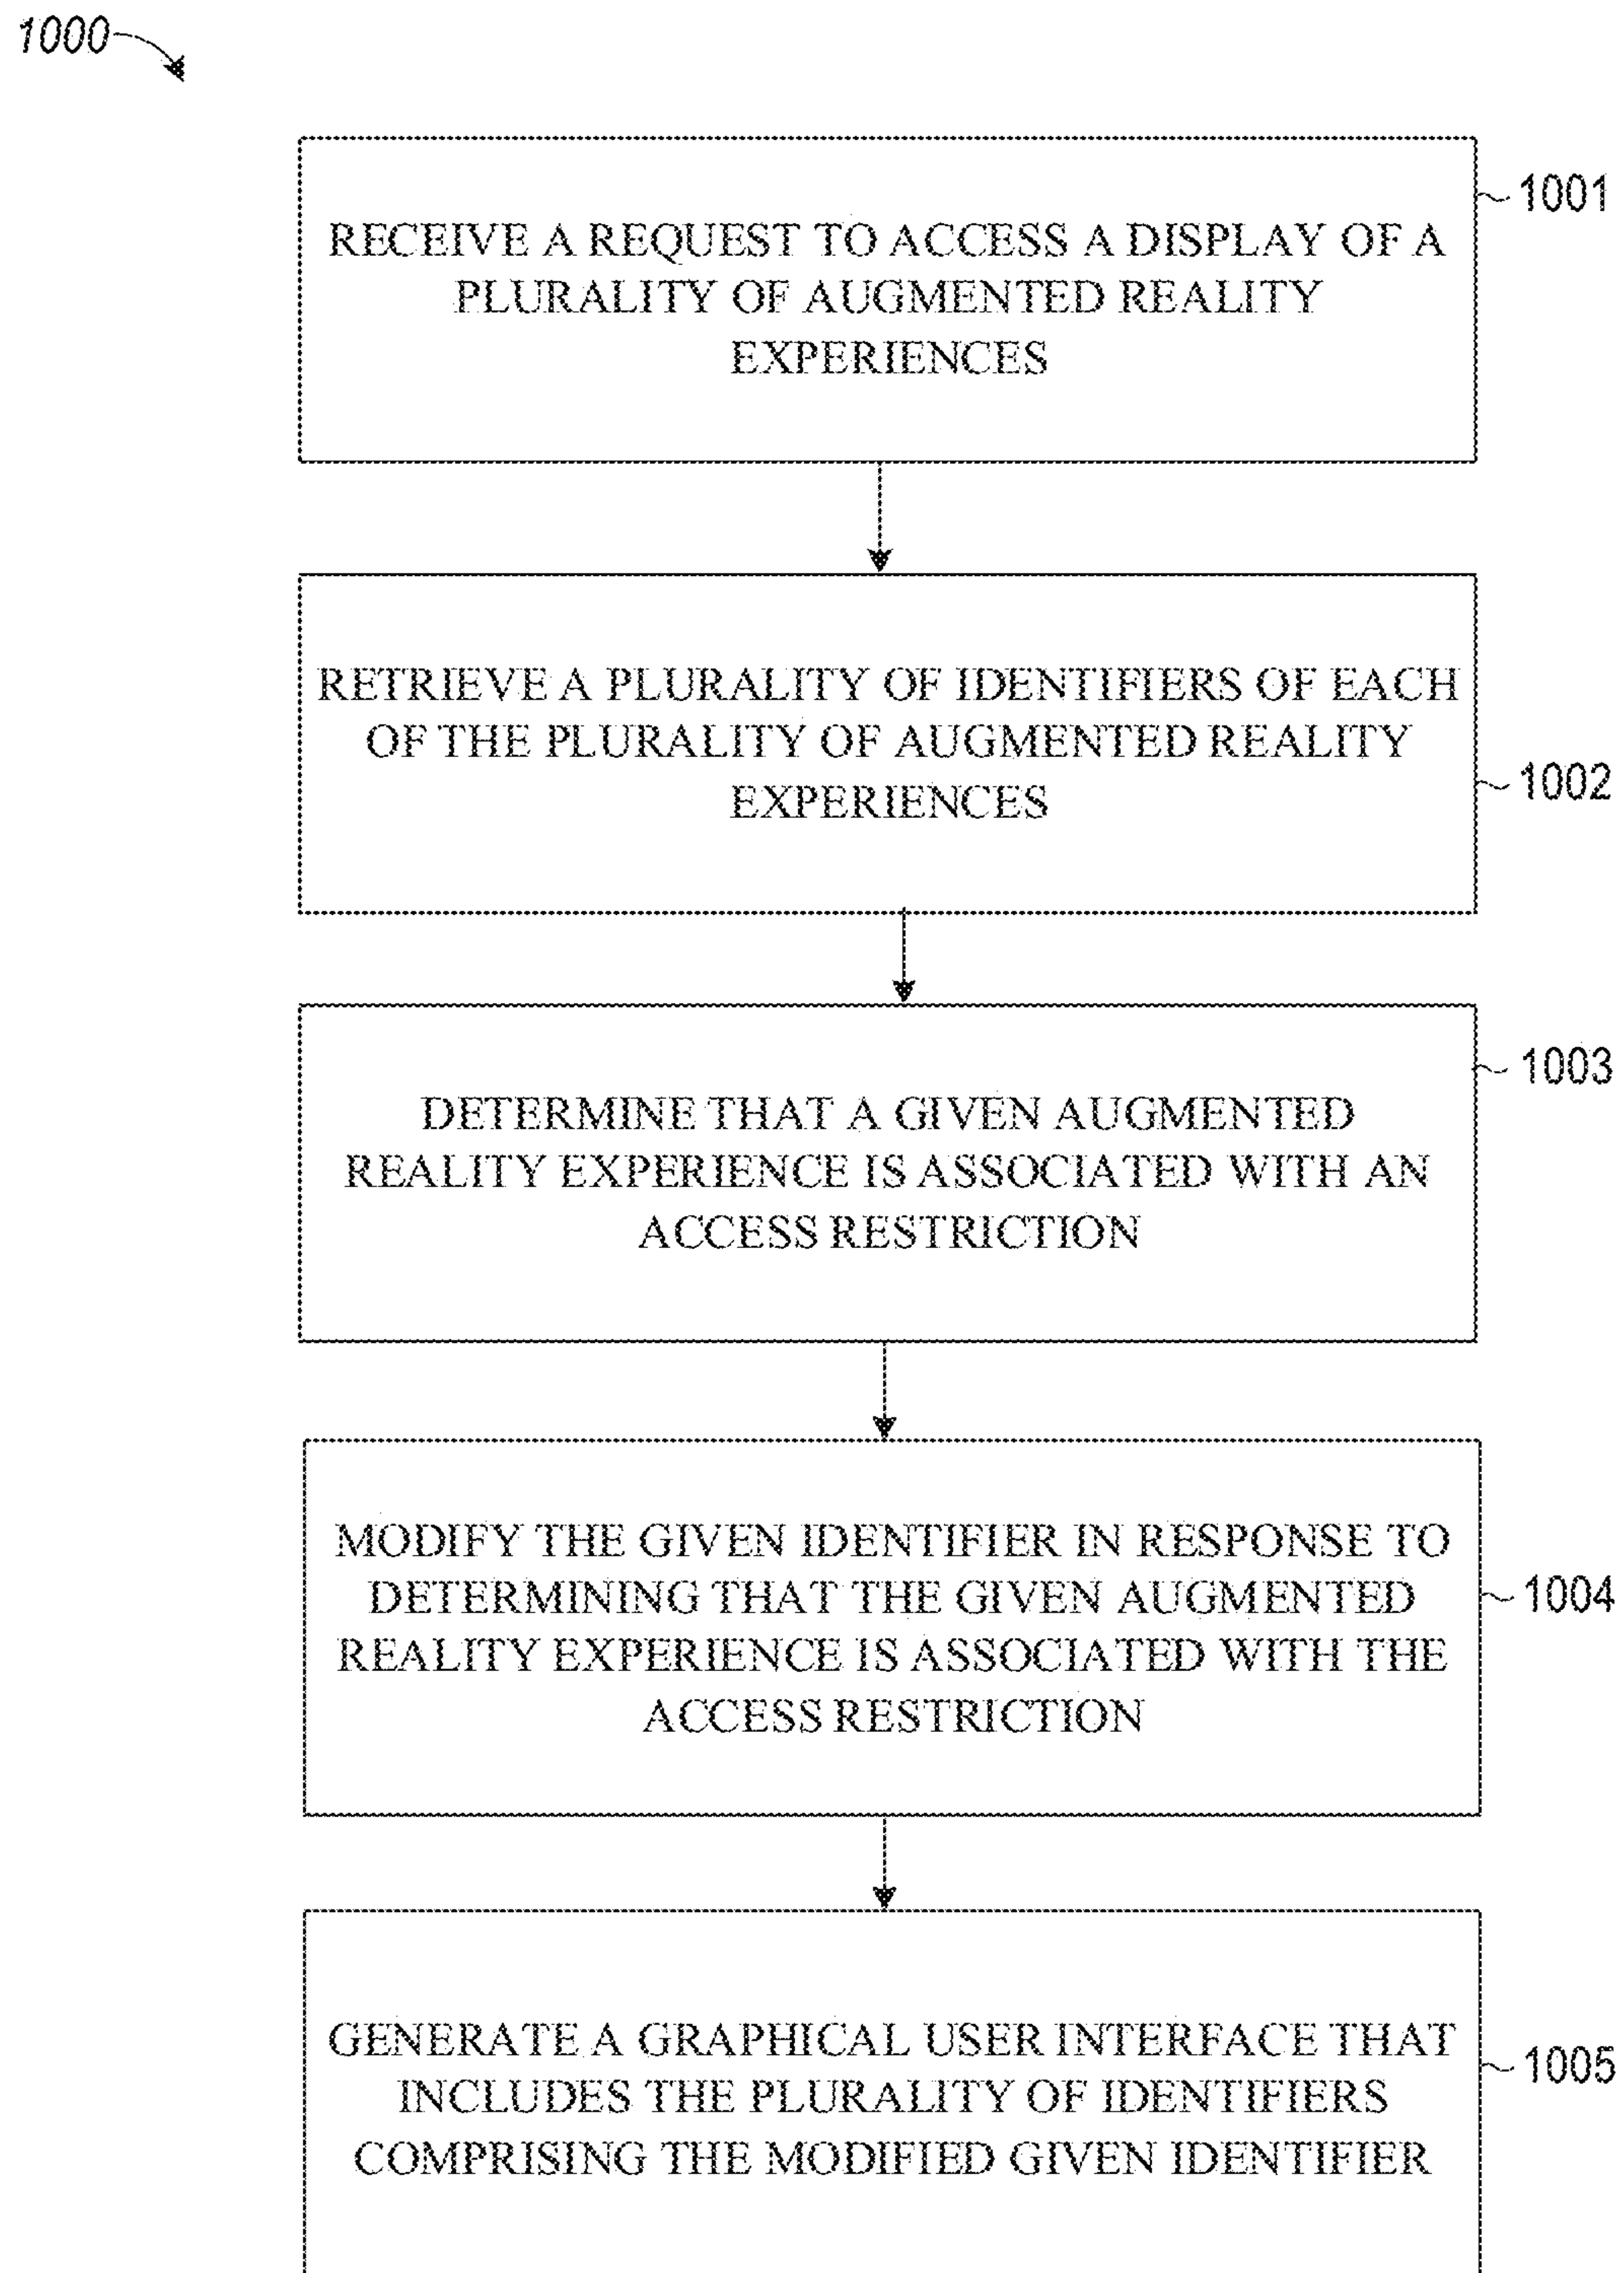 1000
RECEIVE A REQUEST TO ACCESS A DISPLAY OF A
PLURALITY OF AUGMENTED REALITY
EXPERIENCES
1001
RETRIEVE A PLURALITY OF IDENTIFIERS OF EACH
OF THE PLURALITY OF AUGMENTED REALITY
EXPERIENCES
1002
DETERMINE THAT A GIVEN AUGMENTED
REALITY EXPERIENCE IS ASSOCIATED WITH AN
ACCESS RESTRICTION
1003
MODIFY THE GIVEN IDENTIFIER IN RESPONSE TO
DETERMINING THAT THE GIVEN AUGMENTED
REALITY EXPERIENCE IS ASSOCIATED WITH THE
ACCESS RESTRICTION
1004
GENERATE A GRAPHICAL USER INTERFACE THAT
INCLUDES THE PLURALITY OF IDENTIFIERS
COMPRISING THE MODIFIED GIVEN IDENTIFIER
1005